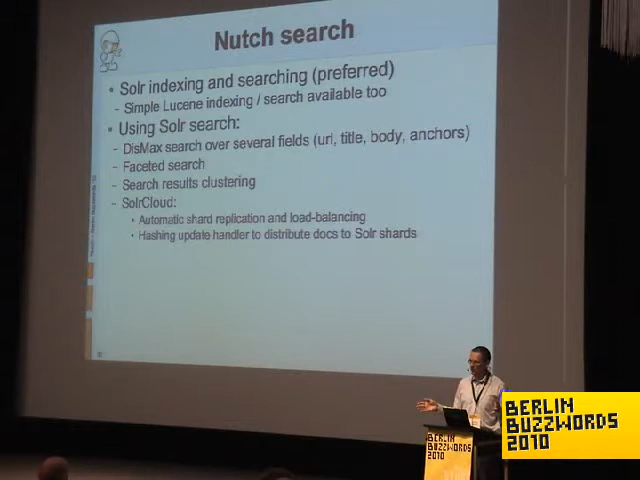 Nutch search
• Solr indexing and searching (preferred)
– Simple Lucene indexing / search available too
• Using Solr search:
– DisMax search over several fields (url, title, body, anchors)
– Faceted search
– Search results clustering
– SolrCloud:
• Automatic shard replication and load-balancing
• Hashing update handler to distribute docs to Solr shards
BERLIN
BUZZWORDS
2010
BERLIN
BUZZWORDS
2010